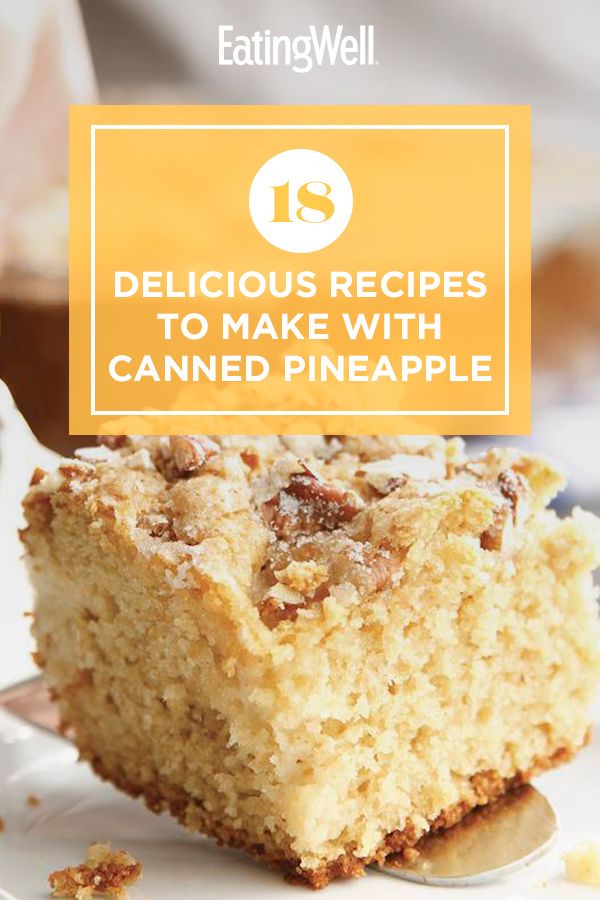 EatingWell®
18
DELICIOUS RECIPES
TO MAKE WITH
CANNED PINEAPPLE